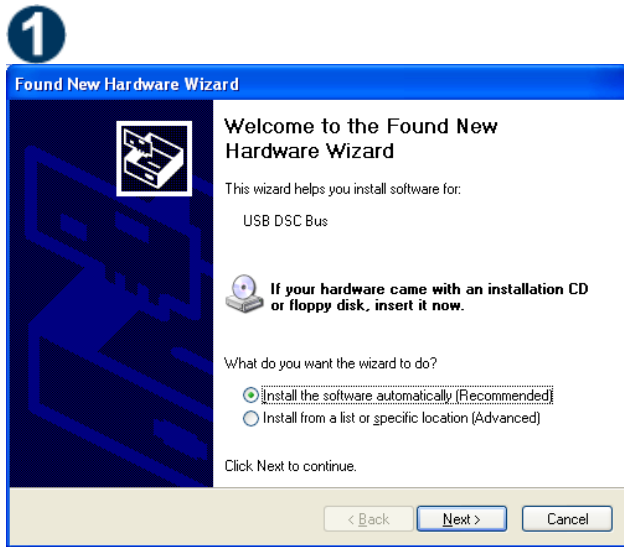 1
Found New Hardware Wizard
Welcome to the Found New
Hardware Wizard
This wizard helps you install software for:
USB DSC Bus
If your hardware came with an installation CD
or floppy disk, insert it now.
What do you want the wizard to do?
Install the software automatically (Recommended)
Install from a list or specific location (Advanced)
Click Next to continue.
< Back Next > Cancel